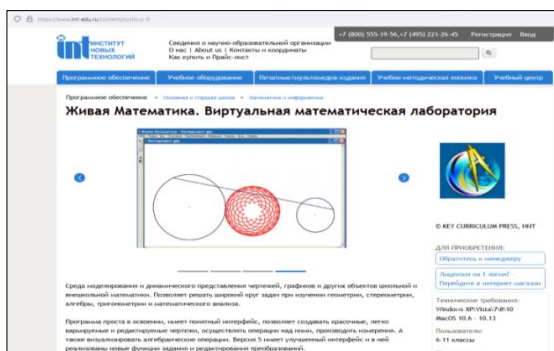 https://www.int-edu.ru
+7 (800) 555-19-56,+7 (495) 221-26-45 Регистрация Вход
int ИНСТИТУТ НОВЫХ ТЕХНОЛОГИЙ
Сведения о научно-образовательной организации
О нас | About us | Контакты и координаты
Как купить и Прайс-лист
Программное обеспечение Учебное оборудование Печатные/мультимедиа издания Учебно-методическая копилка Учебный центр
Программное обеспечение Основная и старшая школа Математика и информатика
Живая Математика. Виртуальная математическая лаборатория
© KEY CURRICULUM PRESS, ИНТ
ДЛЯ ПРИОБРЕТЕНИЯ:
Обратитесь к менеджеру
Лицензия на 1 логин? -
Перейдите в интернет-магазин
Среда моделирования и динамического представления чертежей, графиков и других объектов школьной и
внешкольной математики. Позволяет решать широкий круг задач при изучении геометрии, стереометрии,
алгебры, тригонометрии и математического анализа.
Технические требования:
Windows XP\Vista\7\8\10
MacOS 10.6 - 10.13
Программа проста в освоении, имеет понятный интерфейс, позволяет создавать красочные, легко
варьируемые и редактируемые чертежи, осуществлять операции над ними, производить измерения. А
также визуализировать алгебраические операции. Версия 5 имеет улучшенный интерфейс и в ней
реализованы новые функции задания и редактирования преобразований.
Пользователи:
6-11 классы